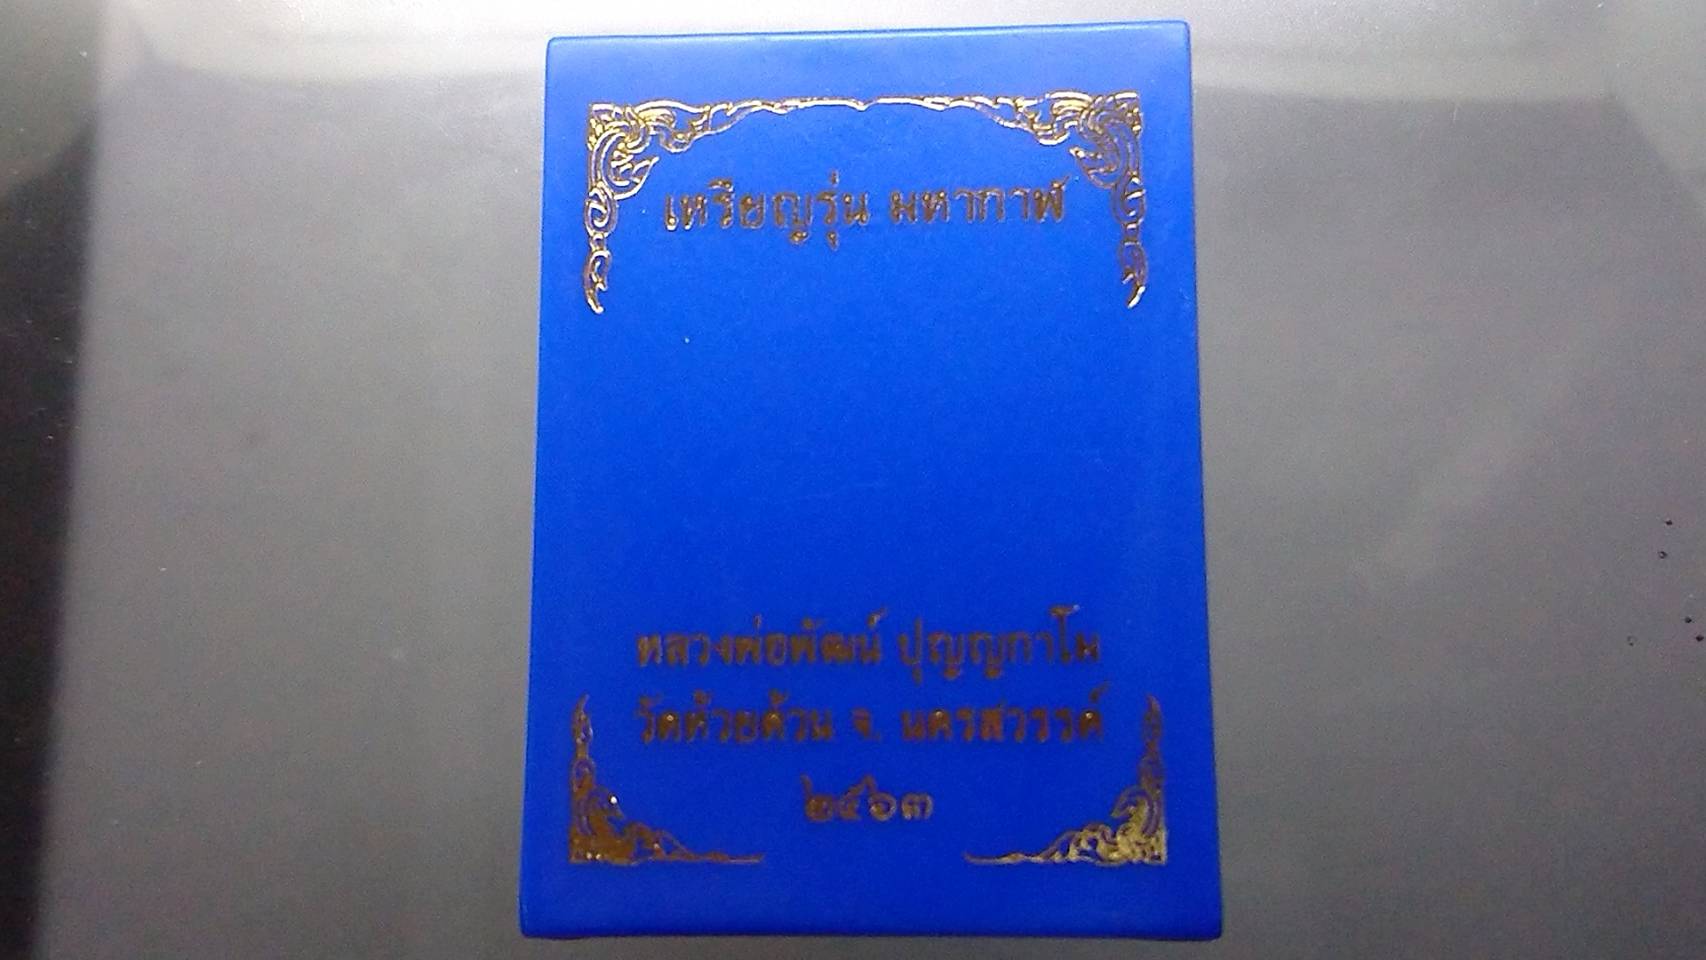 เหรียญรุ่น มหากาฬ
หลวงพ่อพัฒน์ ปุญญกาโม
วัดห้วยด้วน จ. นครสวรรค์
๒๕๖๓